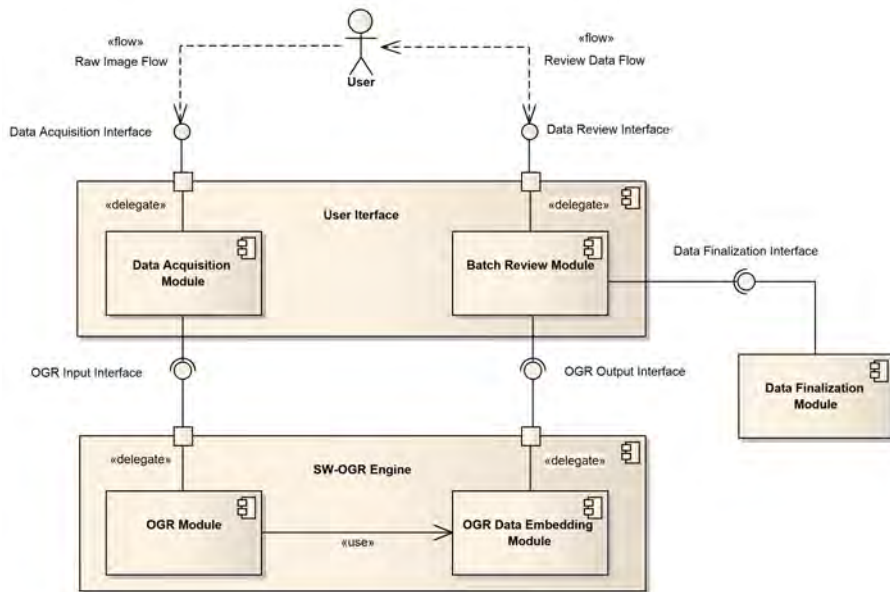 «flow»
Raw Image Flow
«flow»
Review Data Flow
User
Data Acquisition Interface
Data Review Interface
«delegate»
User Iterface
«delegate»
Data Acquisition
Module
Batch Review Module
Data Finalization Interface
OGR Input Interface
OGR Output Interface
Data Finalization
Module
«delegate»
SW-OGR Engine
«delegate»
OGR Module
«use»
OGR Data Embedding
Module